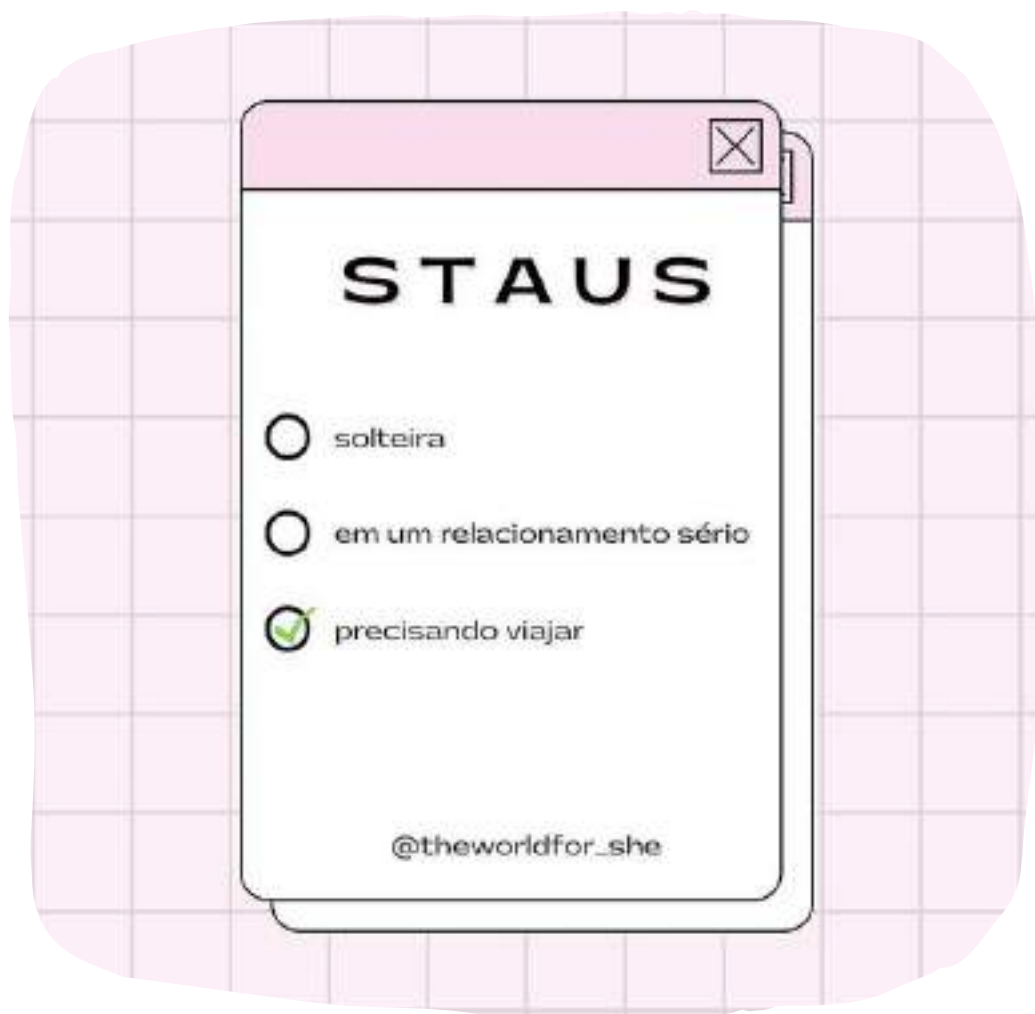 STAUS
solteira
em um relacionamento sério
precisando viajar
@theworldfor_she